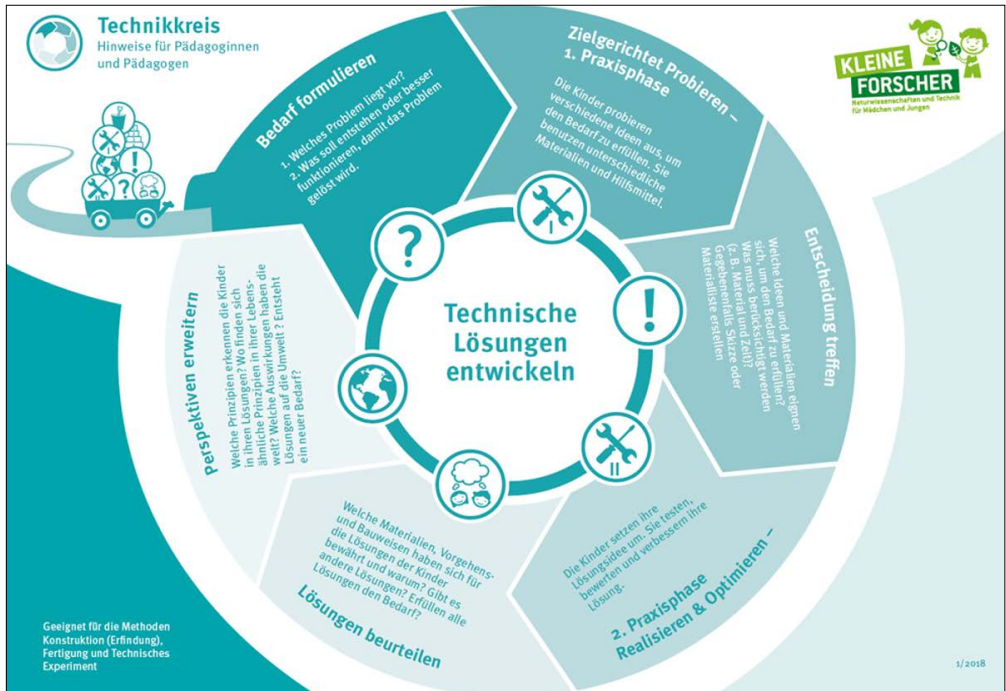 Technikkreis
Hinweise für Pädagoginnen
und Pädagogen
KLEINE
FORSCHER
Naturwissenschaften und Technik
für Mädchen und Jungen
Bedarf formulieren
1. Welches Problem liegt vor?
2. Was soll entstehen oder besser
funktionieren, damit das Problem
gelöst wird.
Zielgerichtet Probieren –
1. Praxisphase
Die Kinder probieren
verschiedene Ideen aus, um
den Bedarf zu erfüllen. Sie
benutzen unterschiedliche
Materialien und Hilfsmittel.
Entscheidung treffen
Welche Ideen und Materialien eignen
sich, um den Bedarf zu erfüllen?
Was muss berücksichtigt werden
(z. B. Material und Zeit)?
Gegebenenfalls Skizze oder
Materialliste erstellen
2. Praxisphase
Realisieren & Optimieren –
Die Kinder setzen ihre
Lösungsidee um. Sie testen,
bewerten und verbessern ihre
Lösung.
Welche Materialien, Vorgehens-
und Bauweisen haben sich für
die Lösungen der Kinder
bewährt und warum? Gibt es
andere Lösungen? Erfüllen alle
Lösungen den Bedarf?
Lösungen beurteilen
Perspektiven erweitern
Welche Prinzipien erkennen die Kinder
in ihren Lösungen? Wo finden sich
ähnliche Prinzipien in ihrer Lebens-
welt? Welche Auswirkungen haben die
Lösungen auf die Umwelt ? Entsteht
ein neuer Bedarf?
?
I
!
II
Technische
Lösungen
entwickeln
Geeignet für die Methoden
Konstruktion (Erfindung),
Fertigung und Technisches
Experiment
1/2018